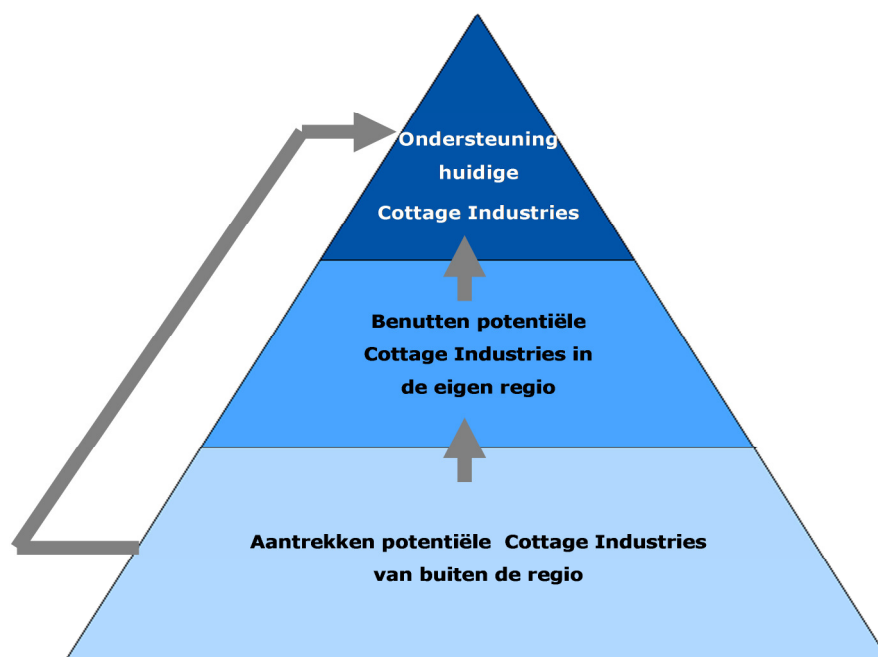 Ondersteuning
huidige
Cottage Industries
Benutten potentiële
Cottage Industries in
de eigen regio
Aantrekken potentiële Cottage Industries
van buiten de regio